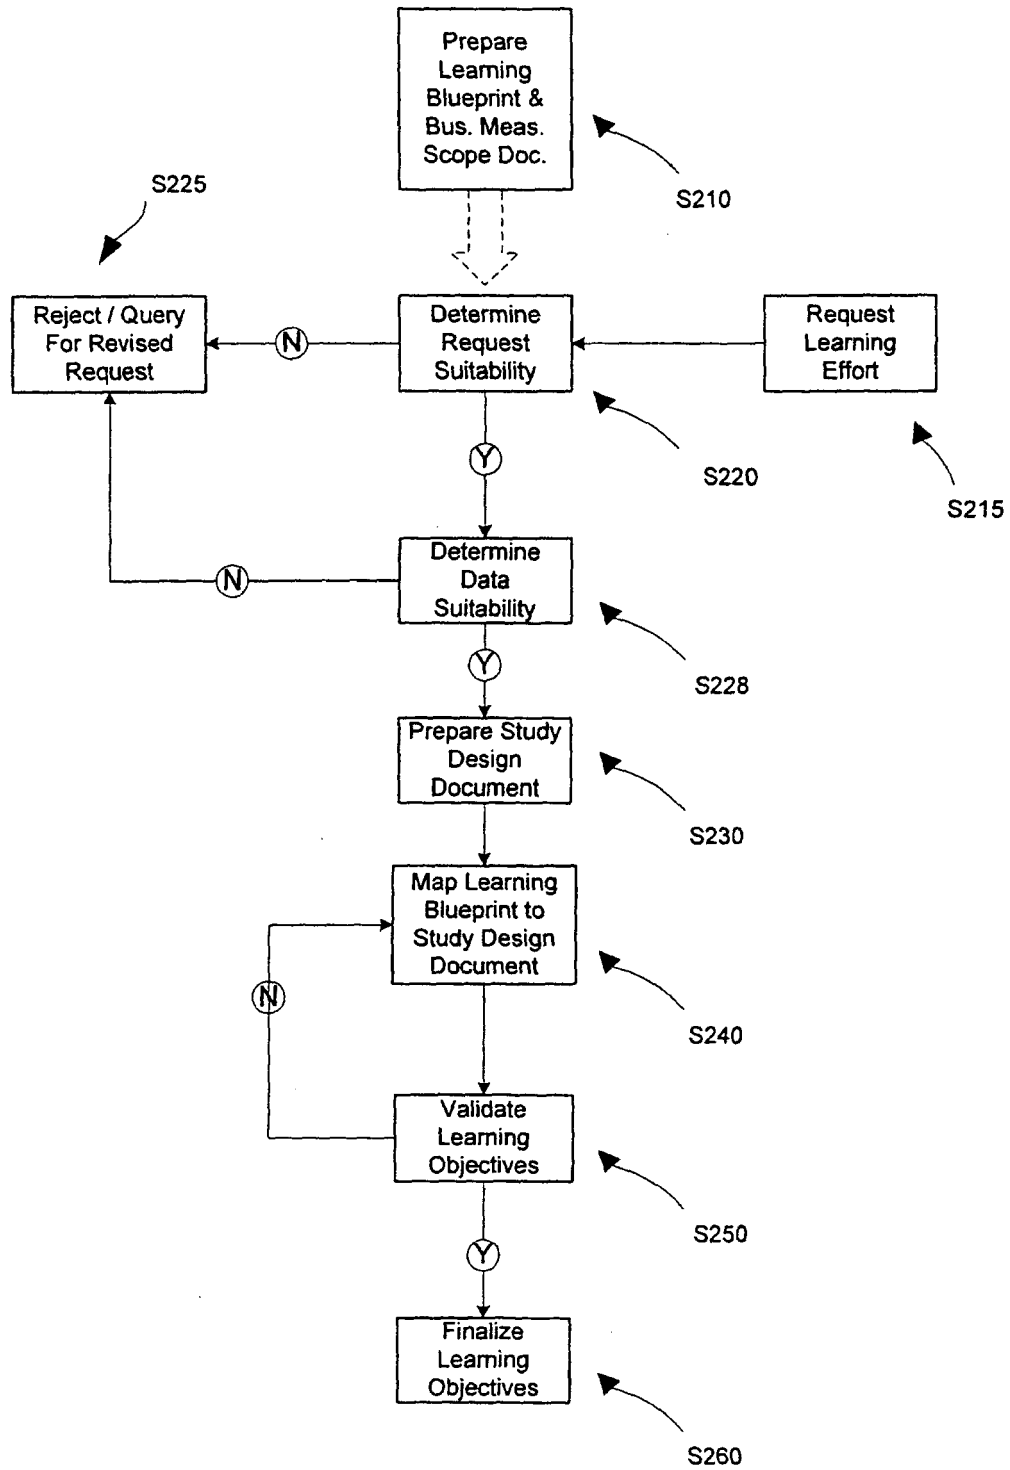 Prepare
Learning
Blueprint &
Bus. Meas.
Scope Doc.
S210
S225
Reject / Query
For Revised
Request
N
Determine
Request
Suitability
Request
Learning
Effort
S220
S215
Y
Determine
Data
Suitability
N
S228
Y
Prepare Study
Design
Document
S230
Map Learning
Blueprint to
Study Design
Document
N
S240
Validate
Learning
Objectives
S250
Y
Finalize
Learning
Objectives
S260